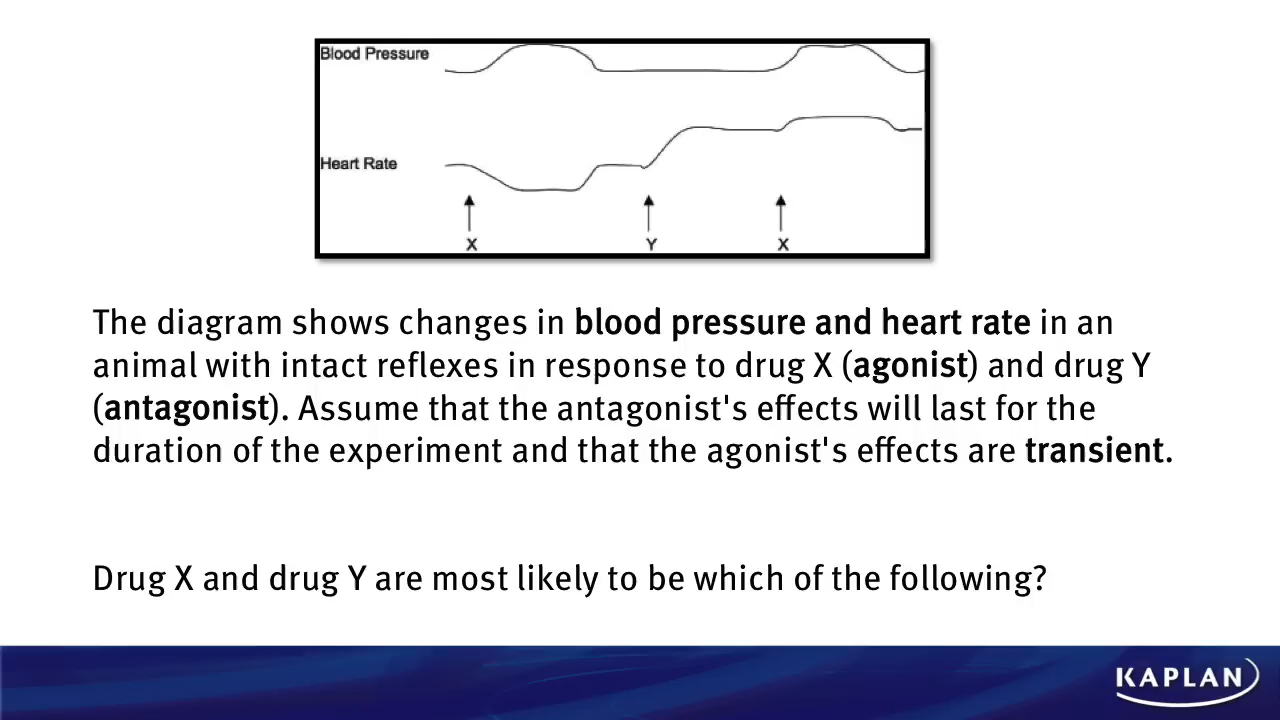 Blood Pressure
Heart Rate
X
Y
X
The diagram shows changes in blood pressure and heart rate in an
animal with intact reflexes in response to drug X (agonist) and drug Y
(antagonist). Assume that the antagonist's effects will last for the
duration of the experiment and that the agonist's effects are transient.
Drug X and drug Y are most likely to be which of the following?
KAPLAN